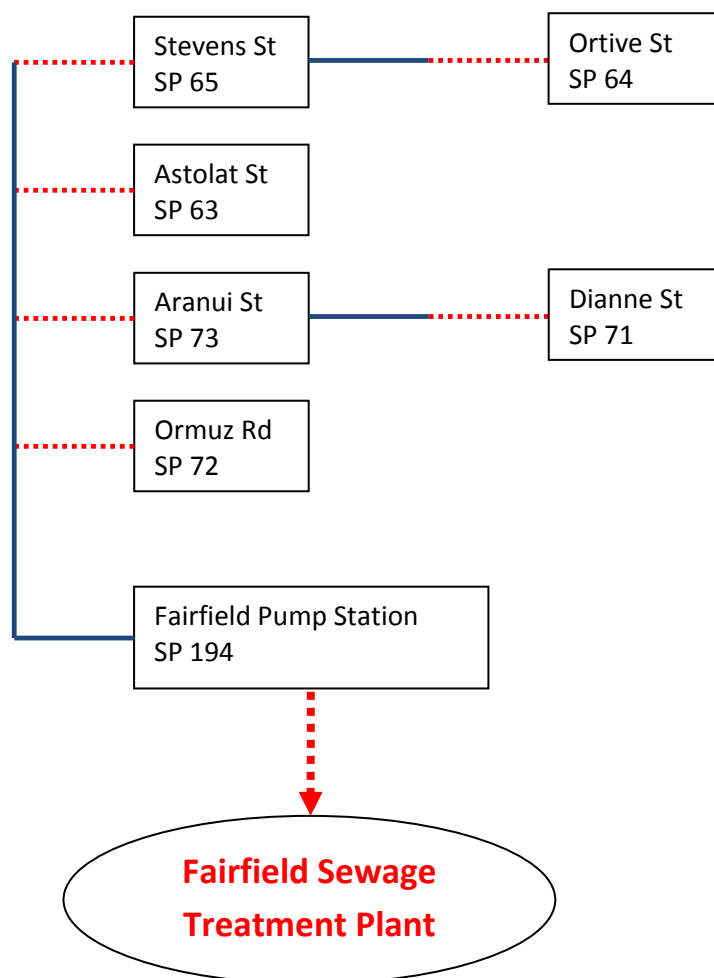 Stevens St
SP 65
Ortive St
SP 64
Astolat St
SP 63
Aranui St
SP 73
Dianne St
SP 71
Ormuz Rd
SP 72
Fairfield Pump Station
SP 194
Fairfield Sewage
Treatment Plant